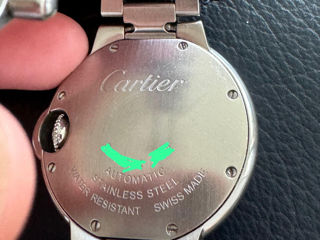 Cartier
AUTOMATIC
STAINLESS STEEL
WATER RESISTANT SWISS MADE